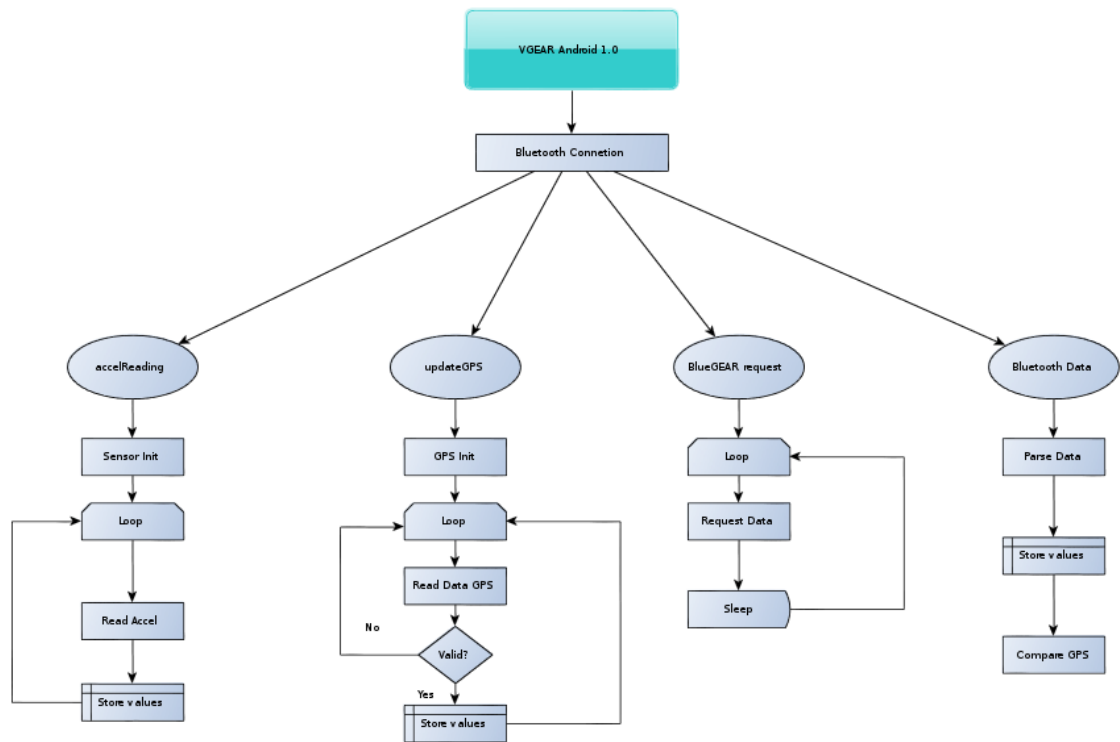 VGEAR Android 1.0
Bluetooth Connetion
accelReading
updateGPS
BlueGEAR request
Bluetooth Data
Sensor Init
GPS Init
Loop
Parse Data
Loop
Loop
Request Data
Store values
Read Data GPS
Sleep
Read Accel
No
Valid?
Compare GPS
Yes
Store values
Store values